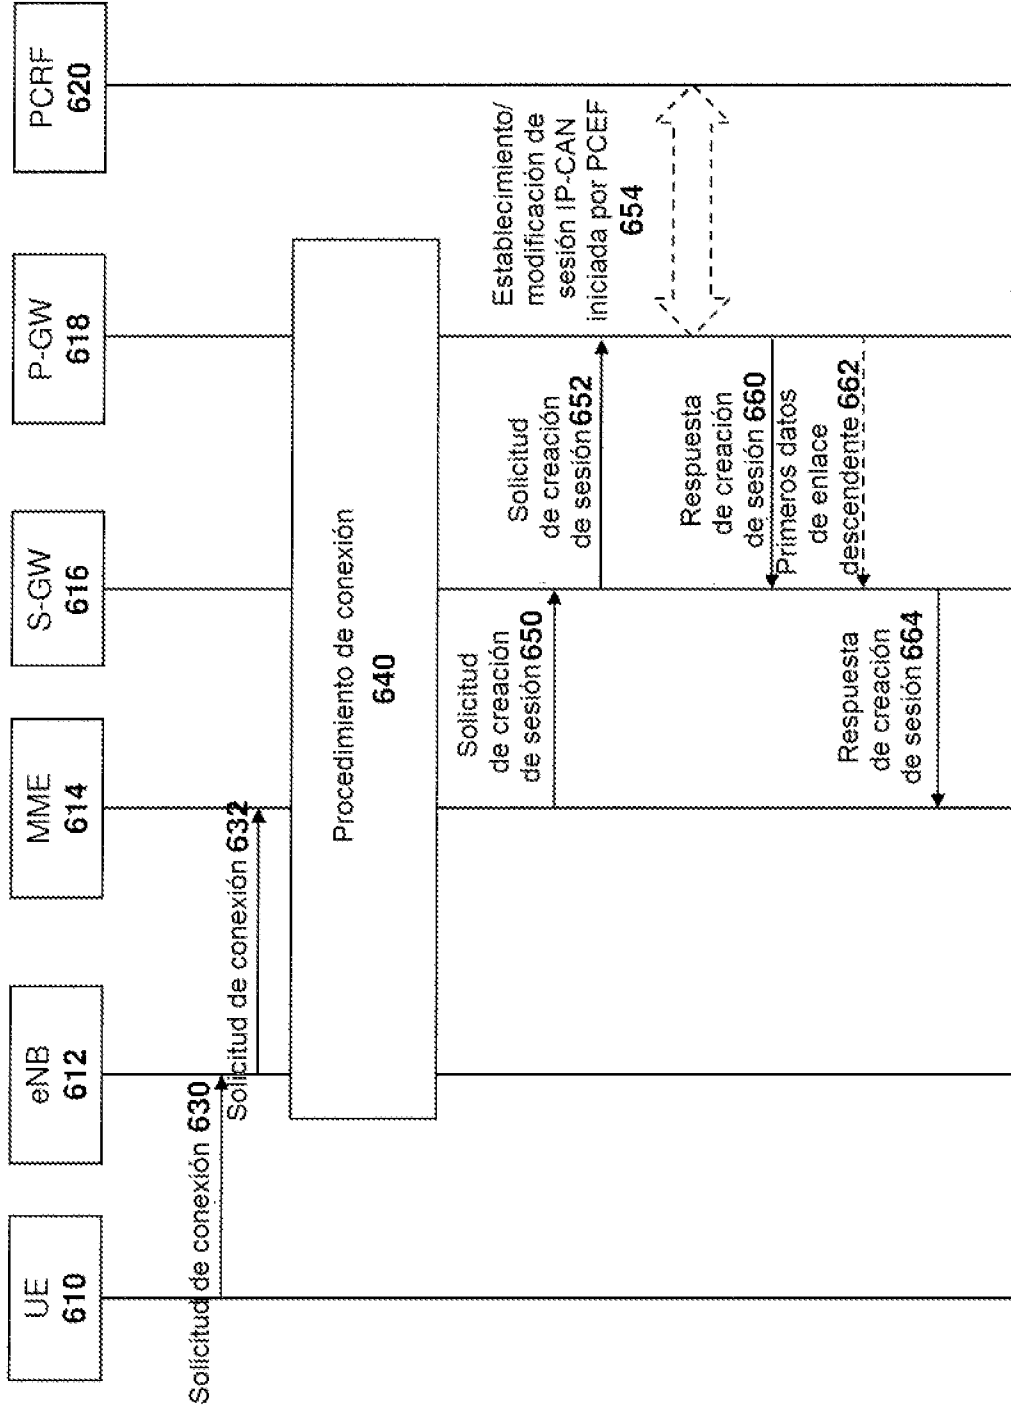 UE
610
eNB
612
MME
614
S-GW
616
P-GW
618
PCRF
620
Solicitud de conexión 630
Solicitud de conexión 632
Procedimiento de conexión
640
Solicitud
de creación
de sesión 650
Solicitud
de creación
de sesión 652
Establecimiento/
modificación de
sesión IP-CAN
iniciada por PCEF
654
Respuesta
de creación
de sesión 660
Primeros datos
de enlace
descendente 662
Respuesta
de creación
de sesión 664